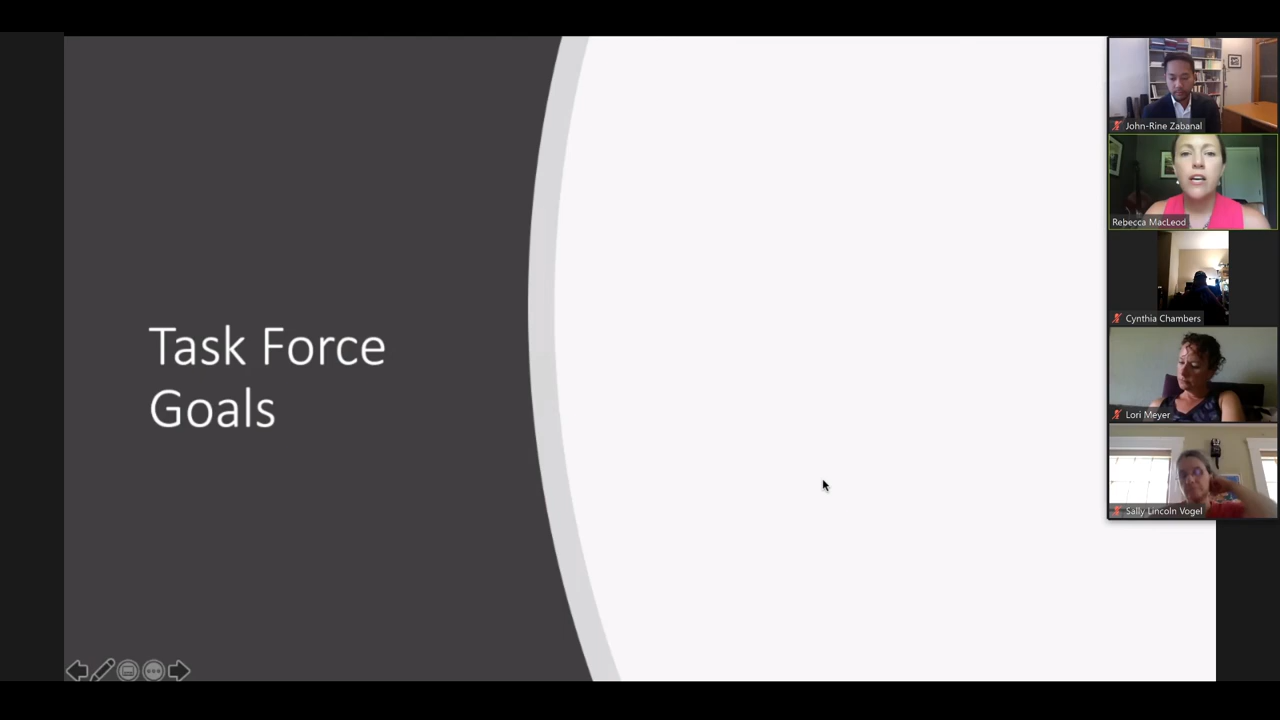 Task Force
Goals
John-Rine Zabanal
Rebecca MacLeod
Cynthia Chambers
Lori Meyer
Sally Lincoln Vogel